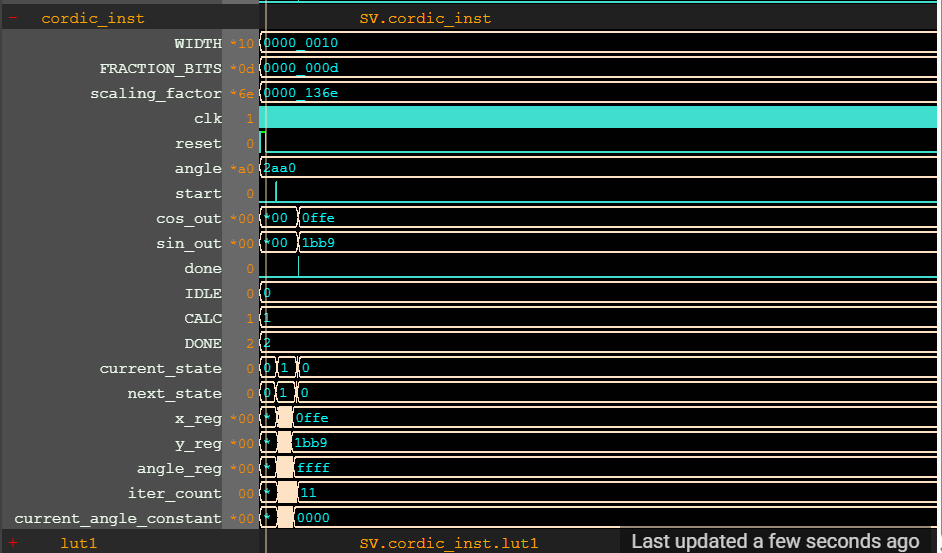 - cordic_inst SV.cordic_inst
WIDTH *10 0000_0010
FRACTION_BITS *0d 0000_000d
scaling_factor *6e 0000_136e
clk 1
reset 0
angle *a0 2aa0
start 0
cos_out *00 *00 0ffe
sin_out *00 *00 1bb9
done 0
IDLE 0 0
CALC 1 1
DONE 2 2
current_state 0 0 1 0
next_state 0 0 1 0
x_reg *00 * 0ffe
y_reg *00 * 1bb9
angle_reg *00 * ffff
iter_count 00 * 11
current_angle_constant *00 * 0000
+ lut1 SV.cordic_inst.lut1
Last updated a few seconds ago